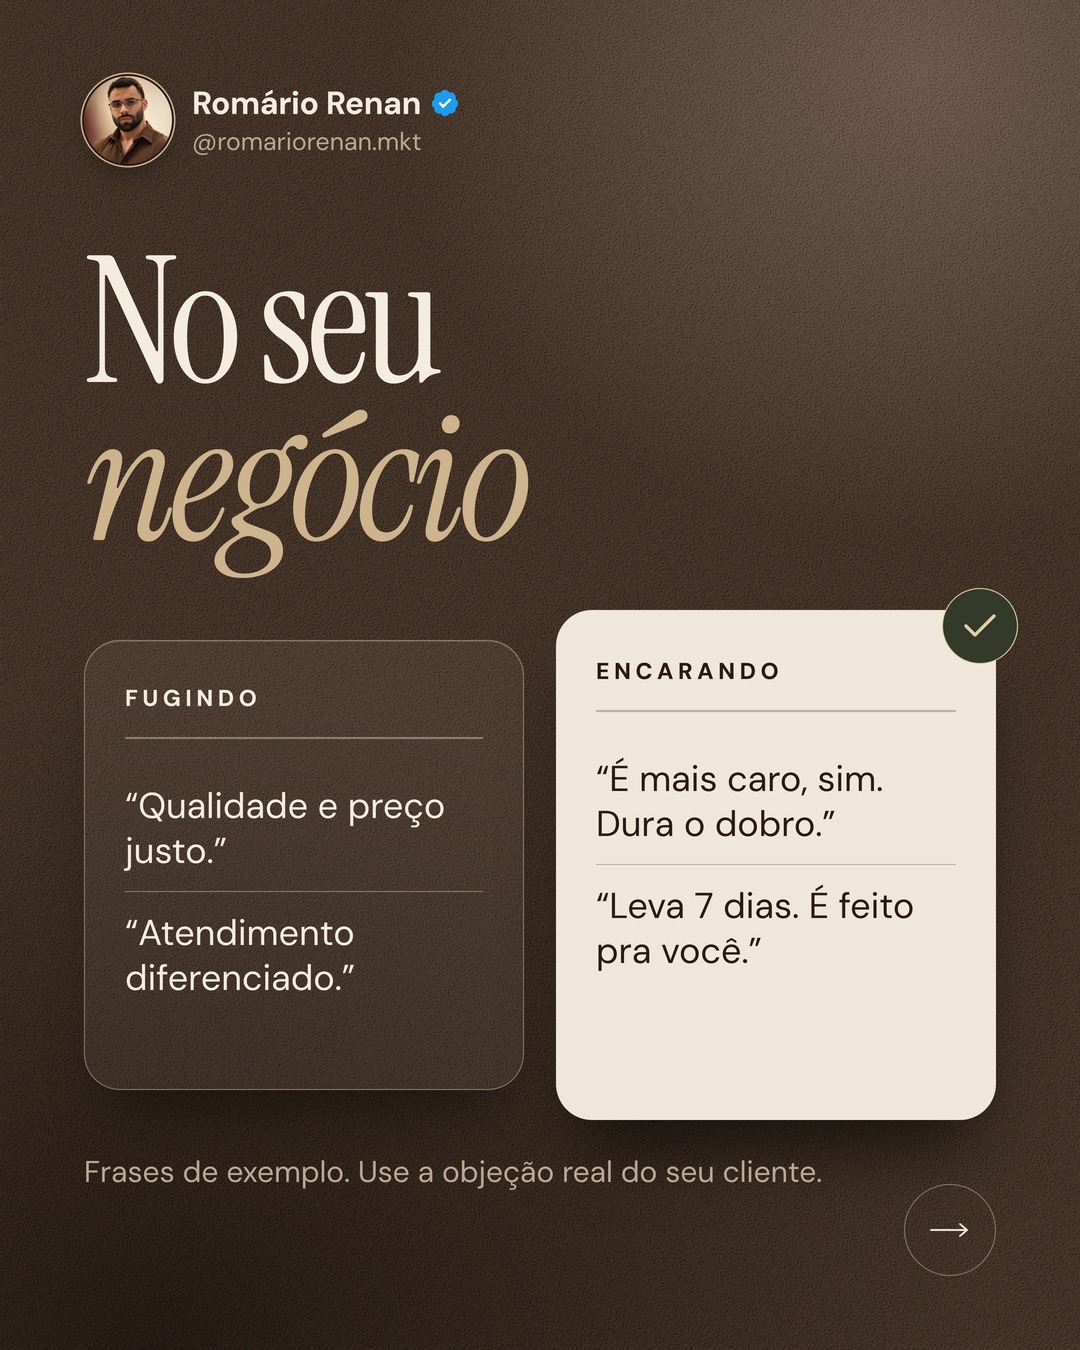 Romário Renan
@romariorenan.mkt
No seu
negócio
FUGINDO
“Qualidade e preço
justo.”
“Atendimento
diferenciado.”
ENCARANDO
“É mais caro, sim.
Dura o dobro.”
“Leva 7 dias. É feito
pra você.”
Frases de exemplo. Use a objeção real do seu cliente.